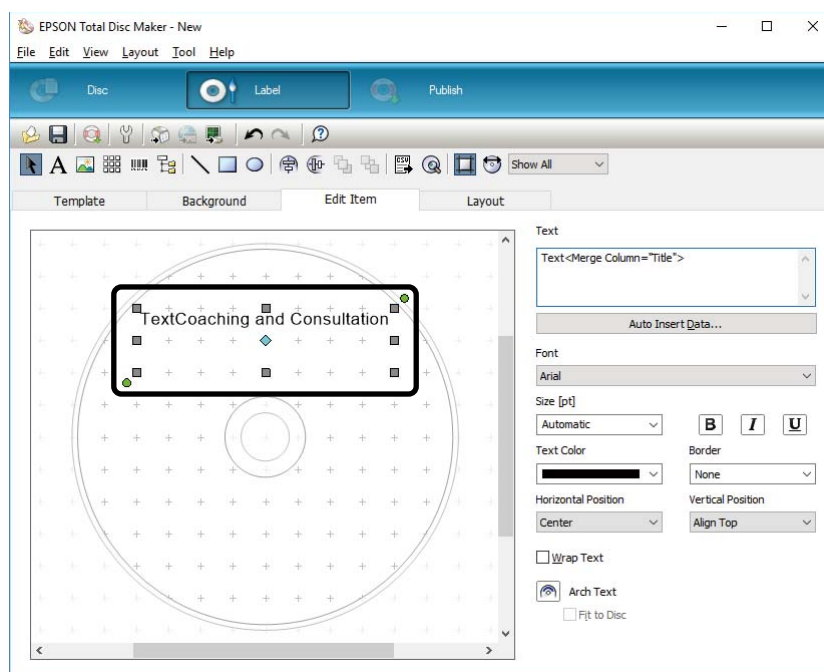 EPSON Total Disc Maker - New
File Edit View Layout Tool Help
Disc Label Publish
Show All
Template Background Edit Item Layout
Text
Text<Merge Column="Title">
Auto Insert Data...
TextCoaching and Consultation
Font
Arial
Size [pt]
Automatic B I U
Text Color Border
None
Horizontal Position Vertical Position
Center Align Top
Wrap Text
Arch Text
Fit to Disc